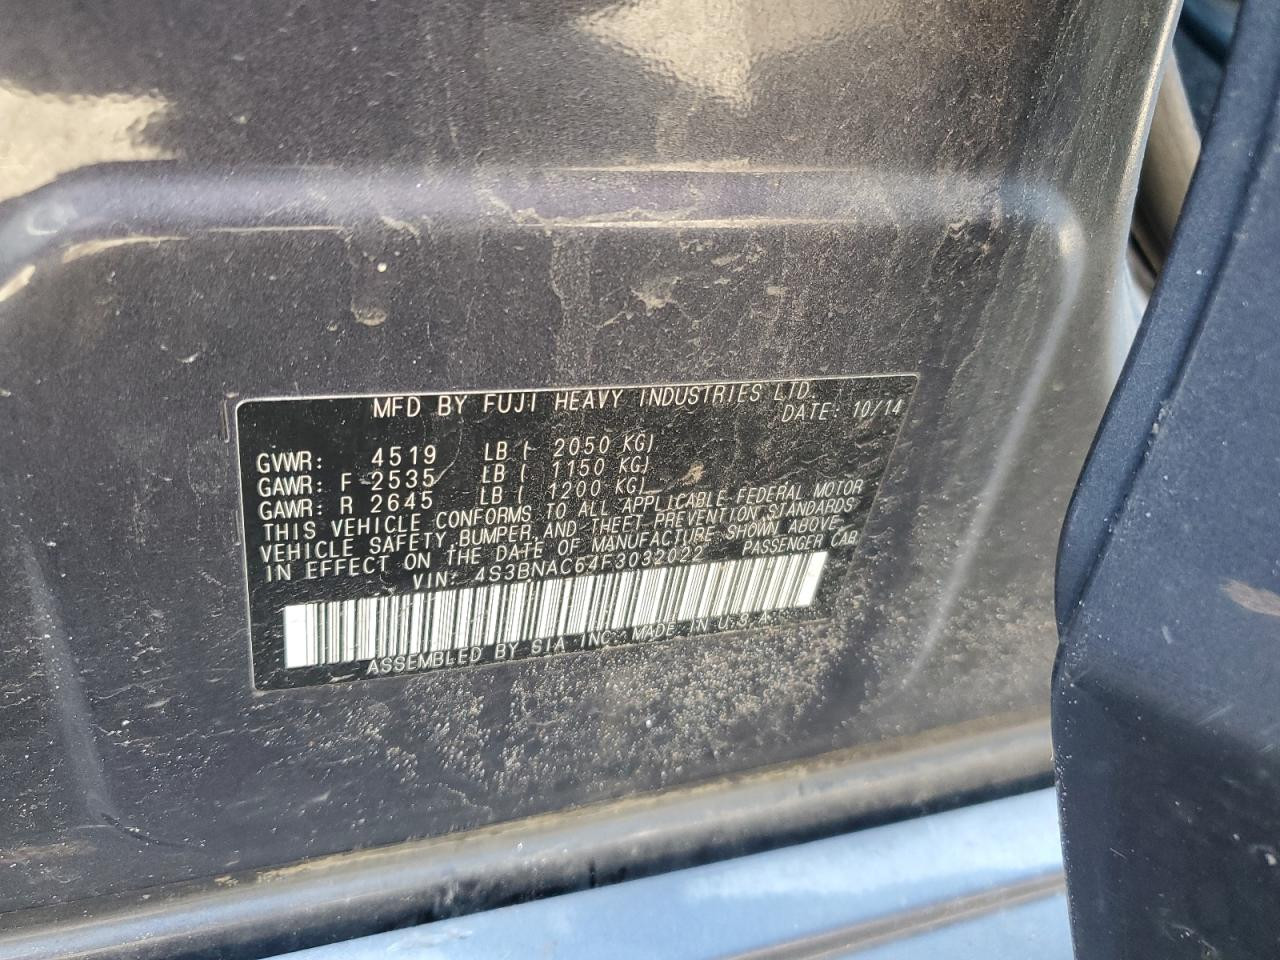 MFD BY FUJI HEAVY INDUSTRIES LTD.
DATE: 10/14
GVWR: 4519 LB ( 2050 KG)
GAWR: F 2535 LB ( 1150 KG)
GAWR: R 2645 LB ( 1200 KG)
THIS VEHICLE CONFORMS TO ALL APPLICABLE FEDERAL MOTOR
VEHICLE SAFETY, BUMPER, AND THEFT PREVENTION STANDARDS
IN EFFECT ON THE DATE OF MANUFACTURE SHOWN ABOVE.
VIN: 4S3BNAC64F3032022 PASSENGER CAR
ASSEMBLED BY SIA INC. MADE IN U.S.A.